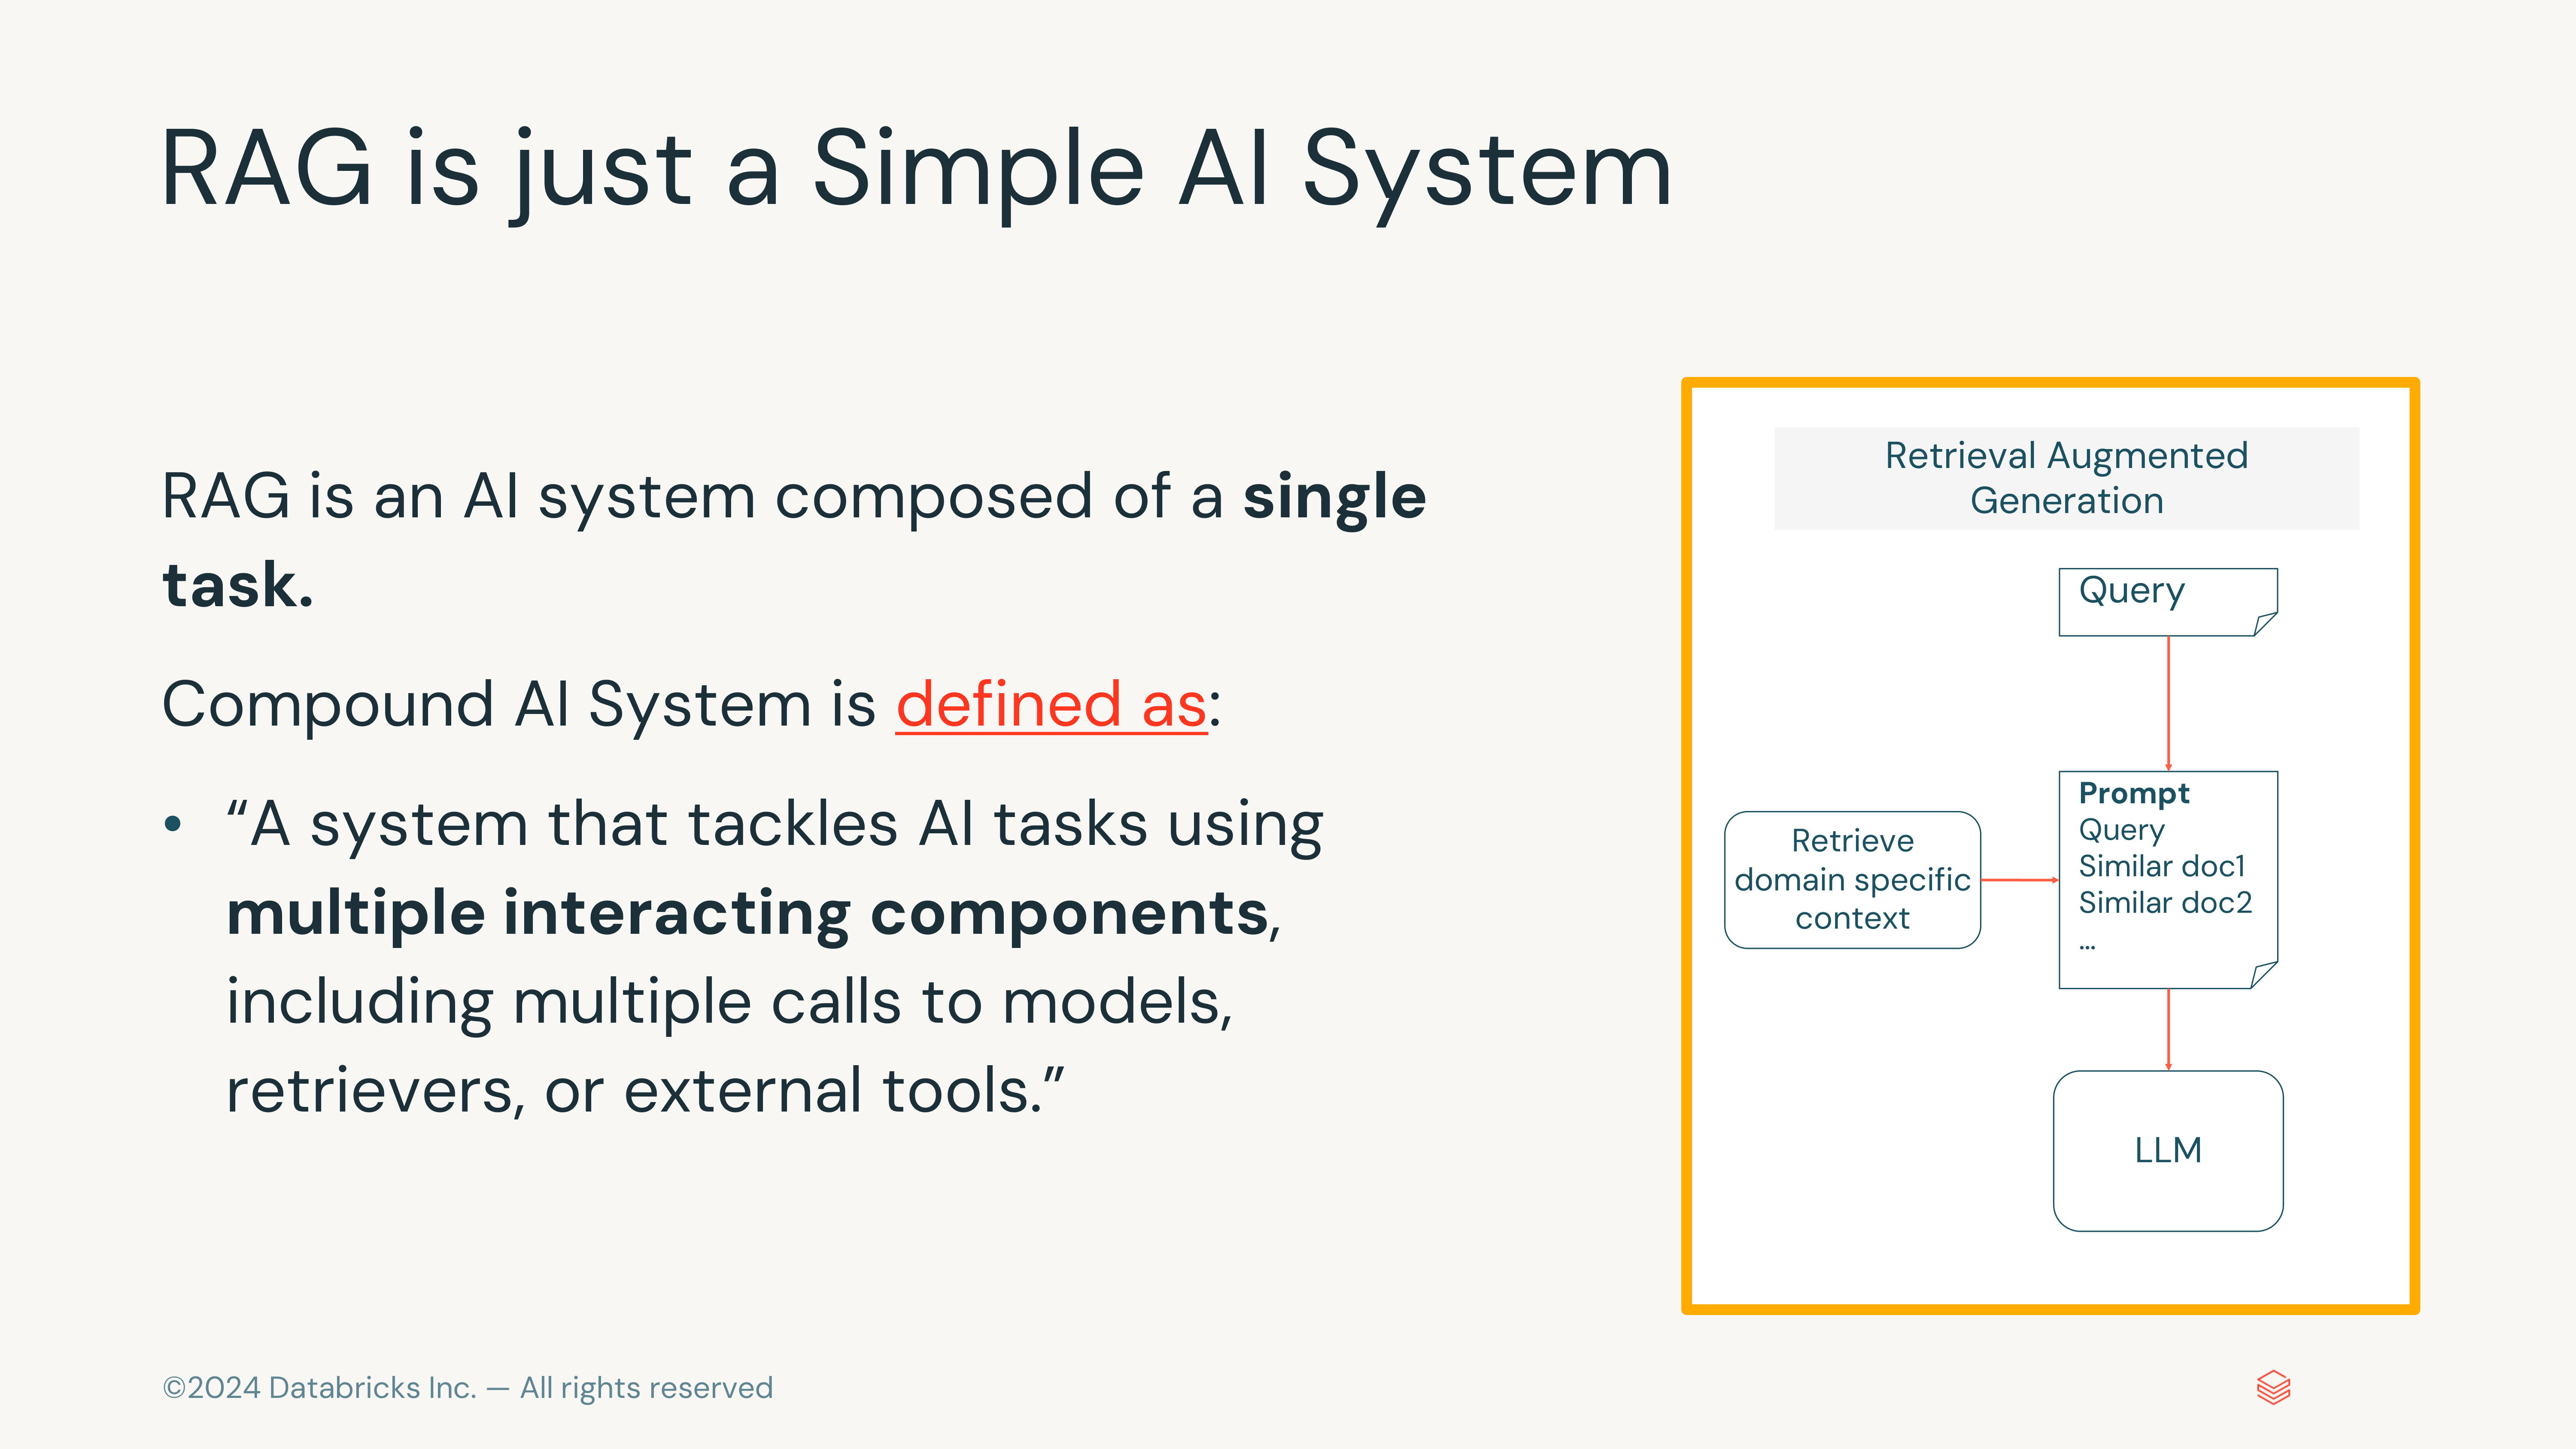 RAG is just a Simple AI System
RAG is an AI system composed of a single
task.
Compound AI System is defined as:
• “A system that tackles AI tasks using
multiple interacting components,
including multiple calls to models,
retrievers, or external tools.”
Retrieval Augmented
Generation
Query
Prompt
Query
Similar doc1
Similar doc2
...
Retrieve
domain specific
context
LLM
©2024 Databricks Inc. — All rights reserved